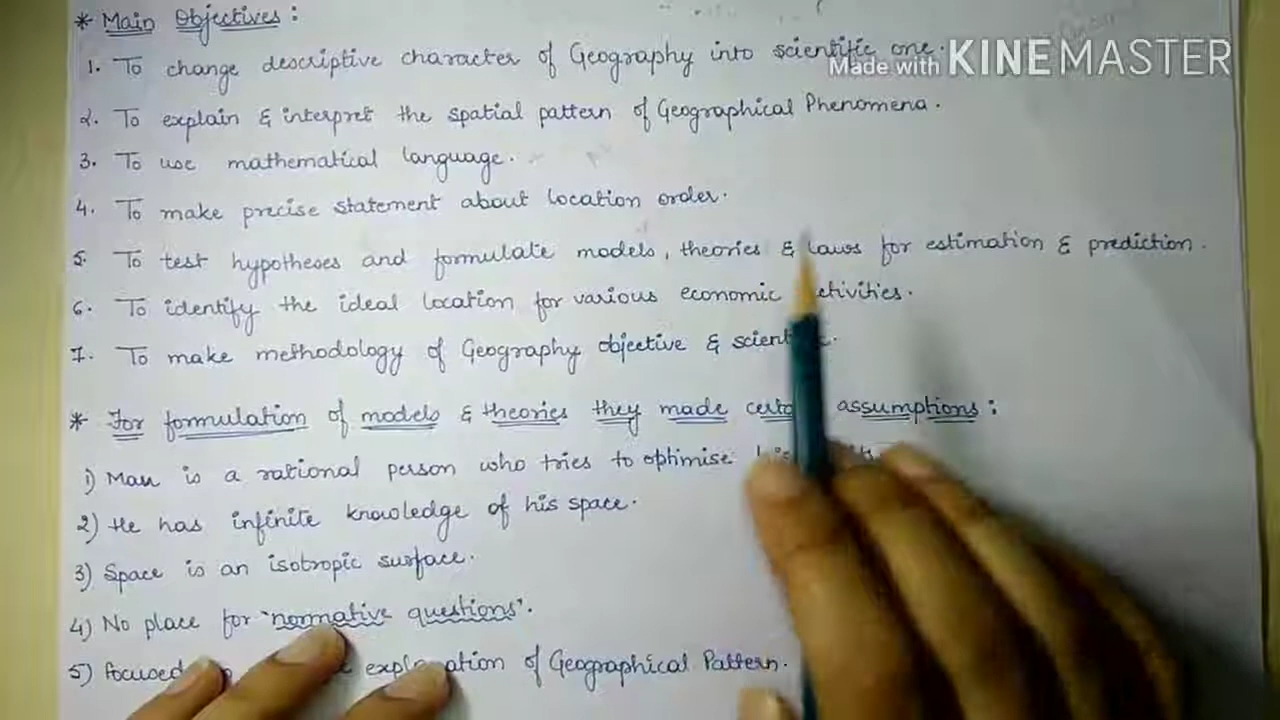 * Main Objectives :
1. To change descriptive character of Geography into scientific one.
Made with KINEMASTER
2. To explain & interpret the spatial pattern of Geographical Phenomena.
3. To use mathematical language.
4. To make precise statement about location order.
5. To test hypotheses and formulate models, theories & laws for estimation & prediction.
6. To identify the ideal location for various economic ctivities.
7. To make methodology of Geography objective & scient
* For formulation of models & theories they made assumptions :
1) Man is a rational person who tries to optimise
2) He has infinite knowledge of his space.
3) Space is an isotropic surface.
4) No place for 'normative questions'.
5) Focused of Geographical Pattern.